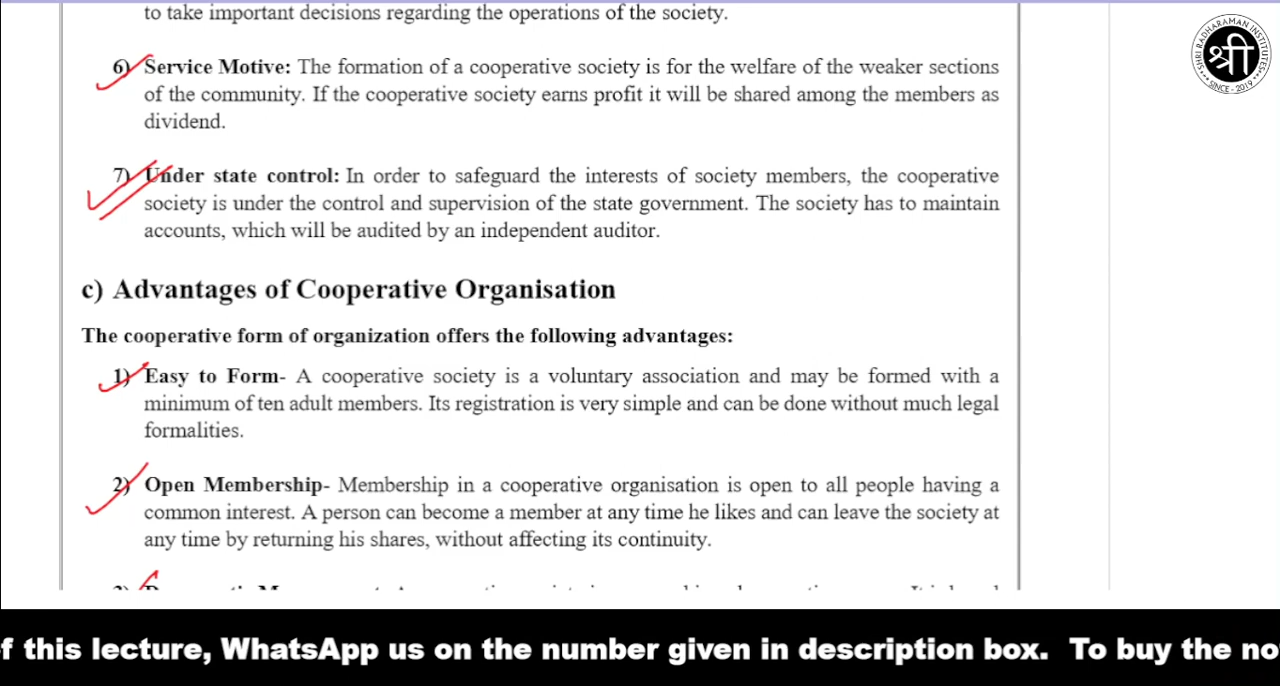 to take important decisions regarding the operations of the society.
6) Service Motive: The formation of a cooperative society is for the welfare of the weaker sections
of the community. If the cooperative society earns profit it will be shared among the members as
dividend.
7) Under state control: In order to safeguard the interests of society members, the cooperative
society is under the control and supervision of the state government. The society has to maintain
accounts, which will be audited by an independent auditor.
c) Advantages of Cooperative Organisation
The cooperative form of organization offers the following advantages:
1) Easy to Form- A cooperative society is a voluntary association and may be formed with a
minimum of ten adult members. Its registration is very simple and can be done without much legal
formalities.
2) Open Membership- Membership in a cooperative organisation is open to all people having a
common interest. A person can become a member at any time he likes and can leave the society at
any time by returning his shares, without affecting its continuity.
f this lecture, WhatsApp us on the number given in description box. To buy the no
SHRI RADHARAMAN INSTITUTES
श्री
SINCE - 2019